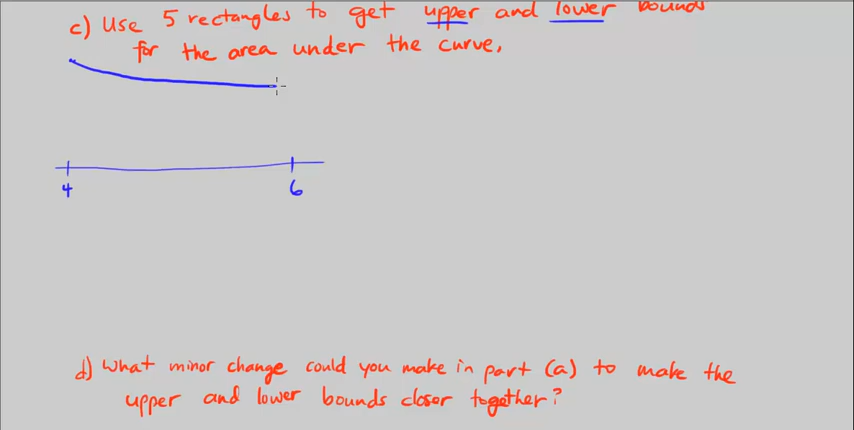 c) Use 5 rectangles to get upper and lower bounds
for the area under the curve.
4 6
d) What minor change could you make in part (a) to make the
upper and lower bounds closer together?